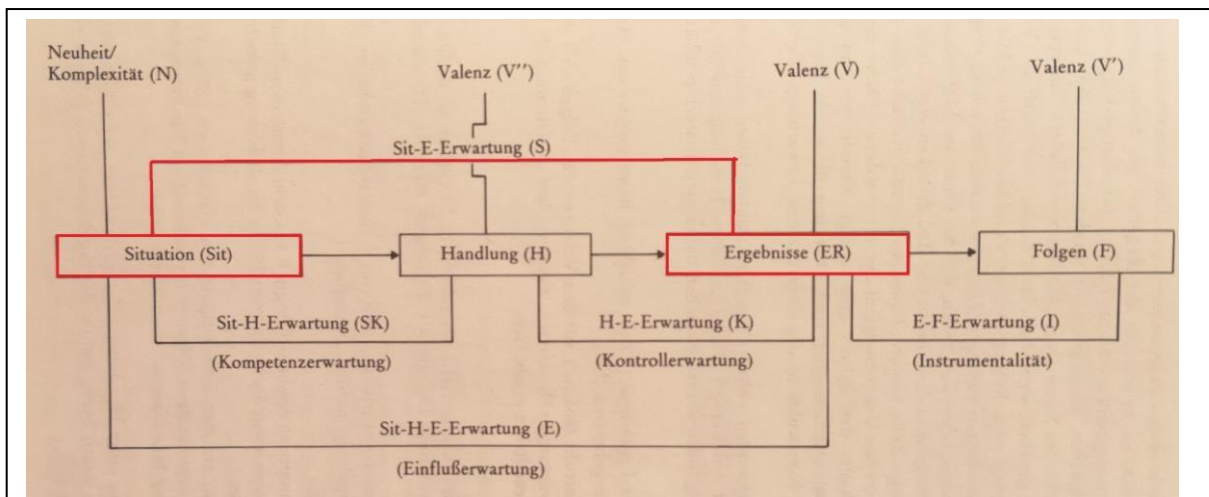 Neuheit/
Komplexität (N)
Valenz (V'')
Valenz (V)
Valenz (V')
Sit-E-Erwartung (S)
Situation (Sit)
Handlung (H)
Ergebnisse (ER)
Folgen (F)
Sit-H-Erwartung (SK)
(Kompetenzerwartung)
H-E-Erwartung (K)
(Kontrollerwartung)
E-F-Erwartung (I)
(Instrumentalität)
Sit-H-E-Erwartung (E)
(Einflußerwartung)